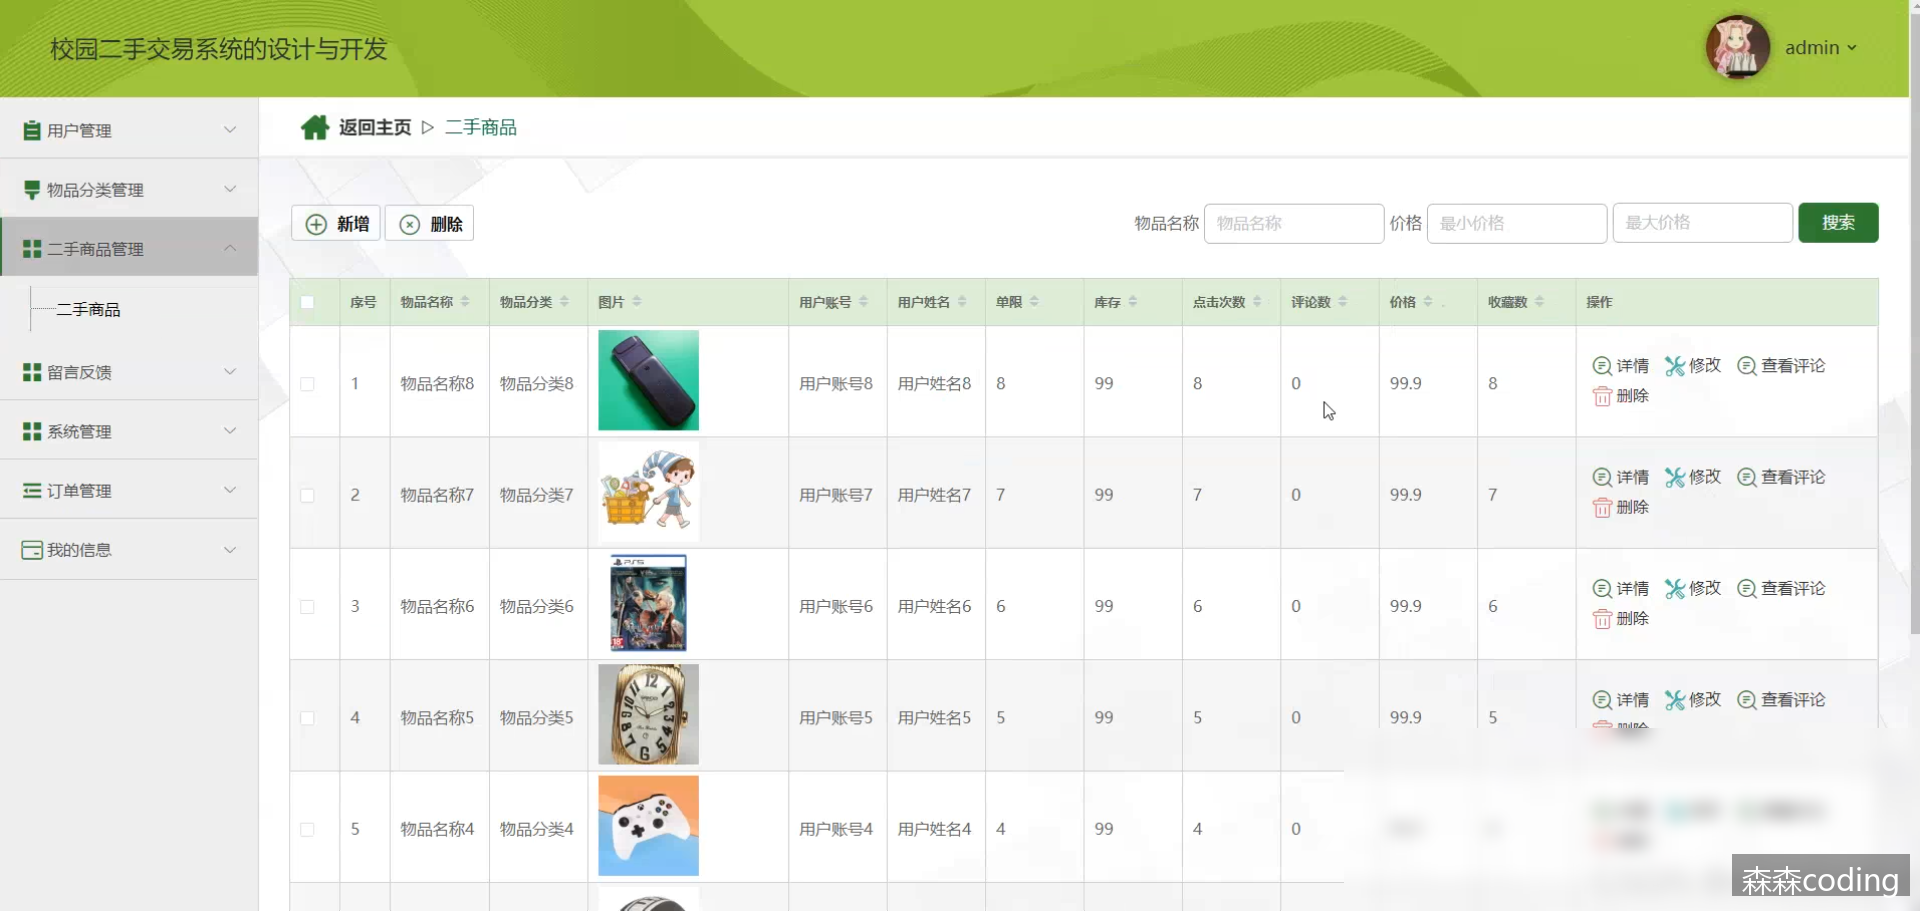 校园二手交易系统的设计与开发
admin
用户管理
物品分类管理
二手商品管理
二手商品
留言反馈
系统管理
订单管理
我的信息
返回主页 二手商品
新增 删除 物品名称 物品名称 价格 最小价格 最大价格 搜索
序号 物品名称 物品分类 图片 用户账号 用户姓名 单限 库存 点击次数 评论数 价格 收藏数 操作
1 物品名称8 物品分类8 用户账号8 用户姓名8 8 99 8 0 99.9 8 详情 修改 查看评论
删除
2 物品名称7 物品分类7 用户账号7 用户姓名7 7 99 7 0 99.9 7 详情 修改 查看评论
删除
PS5
3 物品名称6 物品分类6 用户账号6 用户姓名6 6 99 6 0 99.9 6 详情 修改 查看评论
删除
4 物品名称5 物品分类5 用户账号5 用户姓名5 5 99 5 0 99.9 5 详情 修改 查看评论
删除
5 物品名称4 物品分类4 用户账号4 用户姓名4 4 99 4 0
森森coding